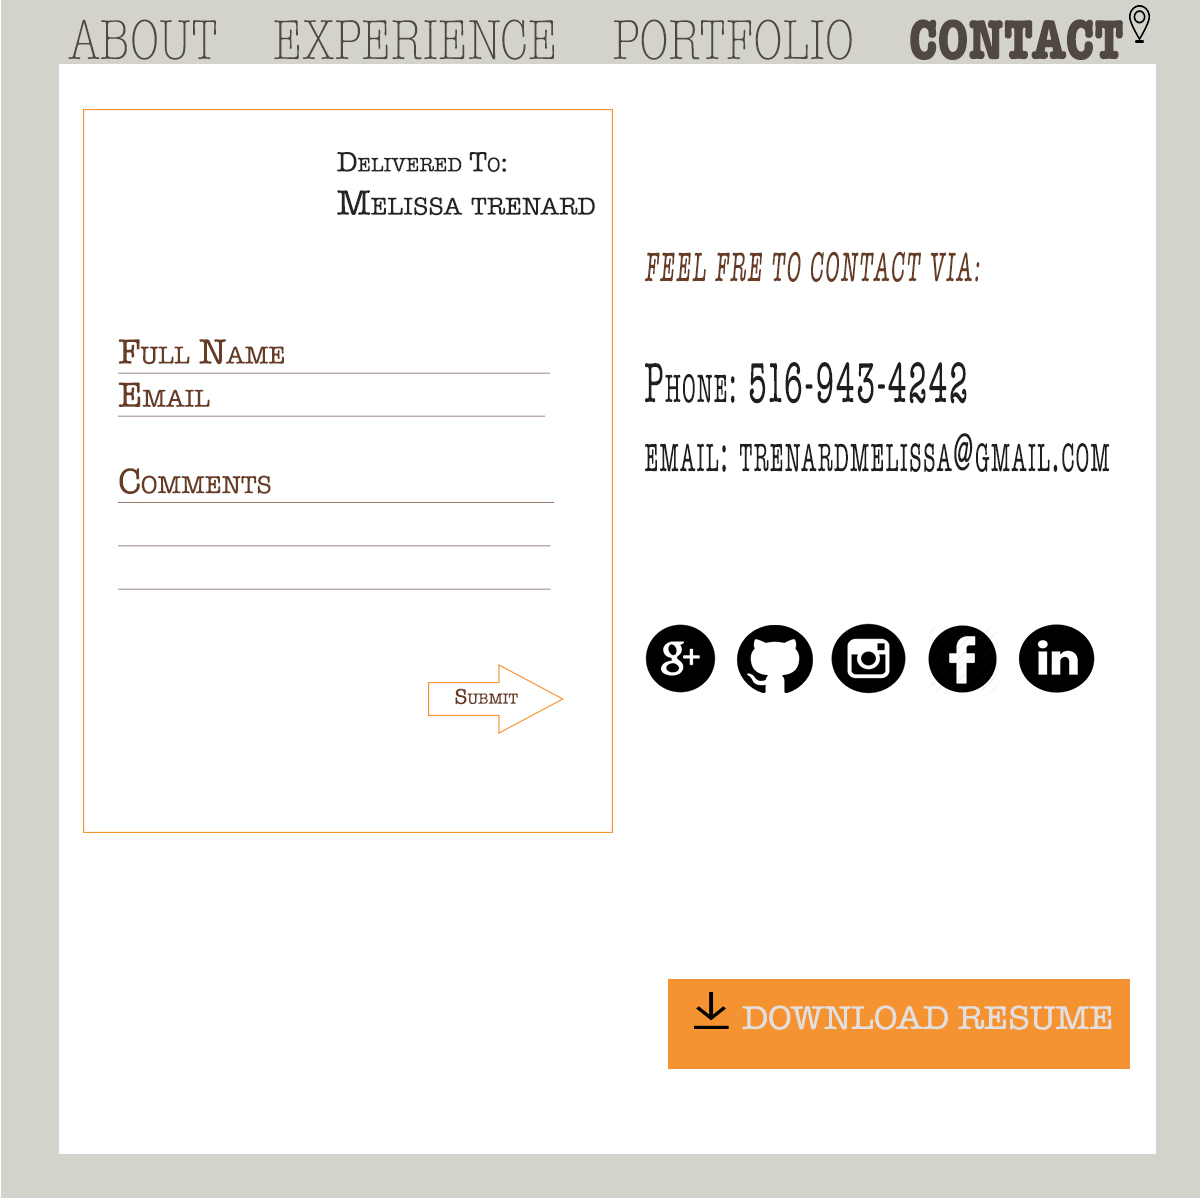 ABOUT EXPERIENCE PORTFOLIO CONTACT
Delivered To:
Melissa trenard
Full Name
Email
Comments
Submit
FEEL FRE TO CONTACT VIA:
Phone: 516-943-4242
email: trenardmelissa@gmail.com
g+ f in
DOWNLOAD RESUME